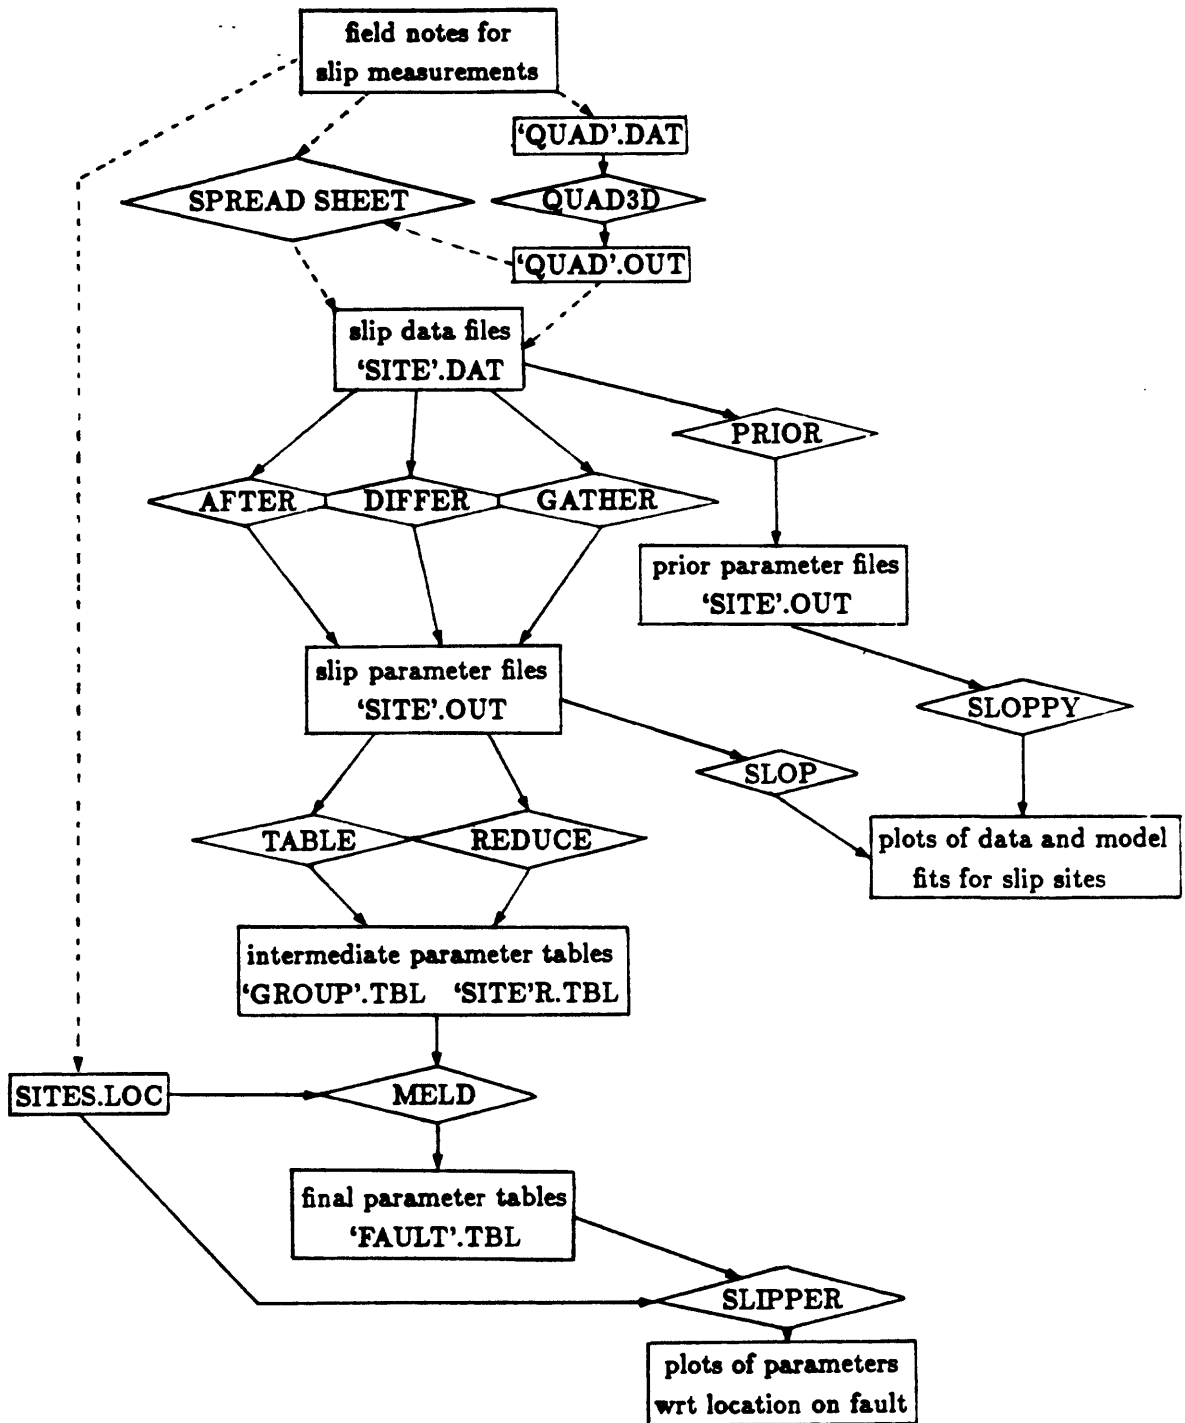 field notes for
slip measurements
‘QUAD’.DAT
SPREAD SHEET
QUAD3D
‘QUAD’.OUT
slip data files
‘SITE’.DAT
PRIOR
AFTER
DIFFER
GATHER
prior parameter files
‘SITE’.OUT
slip parameter files
‘SITE’.OUT
SLOPPY
SLOP
TABLE
REDUCE
plots of data and model
fits for slip sites
intermediate parameter tables
‘GROUP’.TBL ‘SITE’R.TBL
SITES.LOC
MELD
final parameter tables
‘FAULT’.TBL
SLIPPER
plots of parameters
wrt location on fault